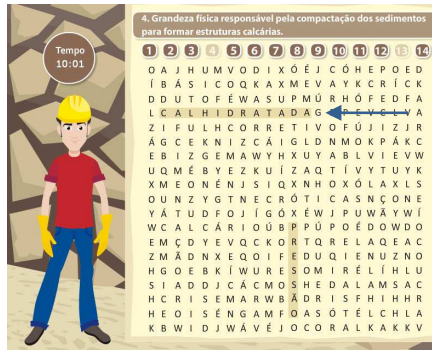 4. Grandeza física responsável pela compactação dos sedimentos
para formar estruturas calcárias.
Tempo
10:01
1 2 3 4 5 6 7 8 9 10 11 12 13 14
O A J H U M V O D I X Ó É J C Ó H E P O E D
Í B Á S I C O Q K A X M E V A Y K C R Í C K
D D U T O F É W A S U P M Ú R H Ó F E D F A
L C A L H I D R A T A D A G
Z I F U L H C O R R E T I V O F Ú J I Z J R
Á G C E K N I Z C Á I G L D N M O K P Á K C
E B I Z G E M A W Y H X U Y A B L V I E V W
U Q M É B Y E Z K U Í Z A Q T Í V Y T U Y K
X M E O N É N J S I Q X N H O X Ó L A X L S
O U N Z Y G T N E C R Ó T I C A S N Ç O N E
Y Á T U D F O J Í G Ó X É W J P U W Ã Y W Í
W C A L C Á R I O Ú B P P Ú P O É D O W D O
E M Ç D Y E V Q C K O R T Q R E L A Q E A C
Z M Ã D N X E Q O I F E D U Q I E N U Z N O
H G O E B K Í W U R E S O M I R É L Í H L U
S I A D D J C Á C M O S H E D A L A M S A C
H C R I S E M A R W B Ã D R I S F H I H H R
H E O I S É N G A M F O A S Ó T É L C H L A
K B W I D J W Á V É J O C O R A L K A K K V